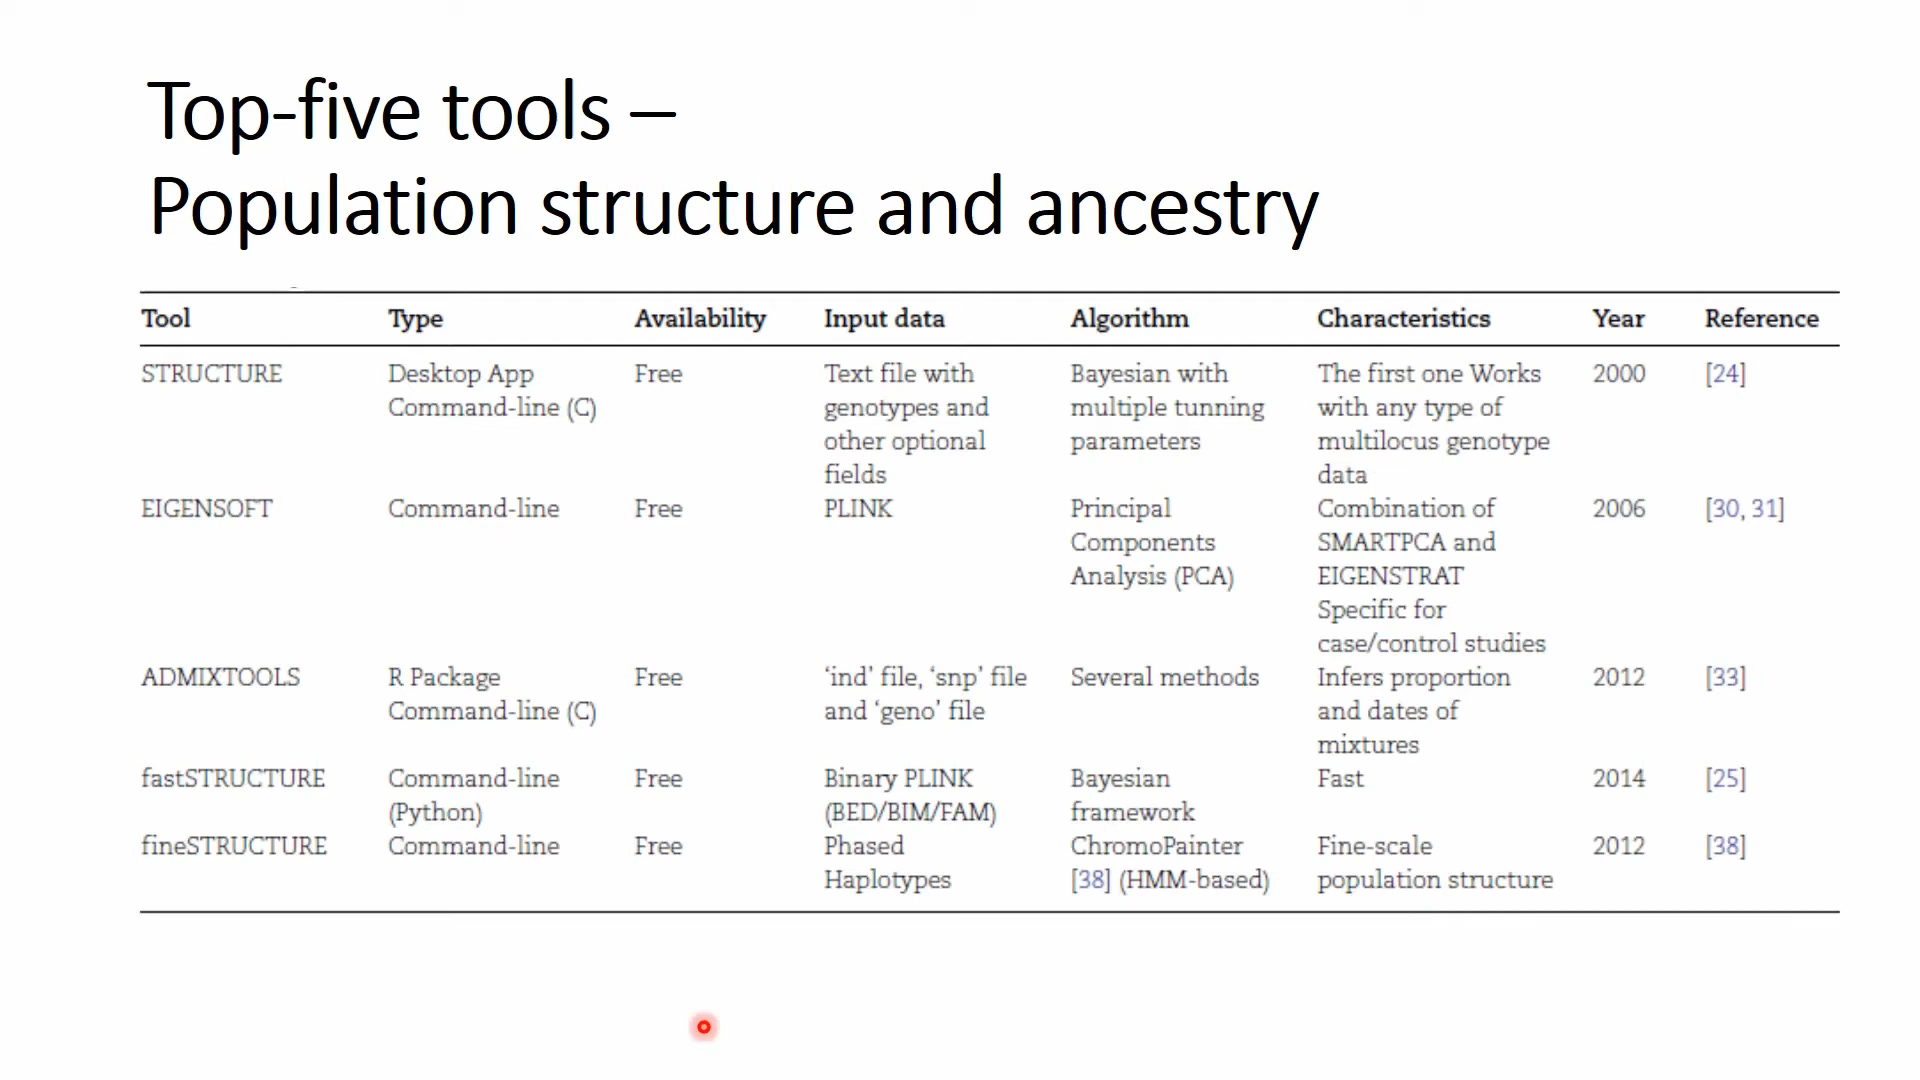 Top-five tools –
Population structure and ancestry
Tool Type Availability Input data Algorithm Characteristics Year Reference
STRUCTURE Desktop App Free Text file with Bayesian with The first one Works 2000 [24]
Command-line (C) genotypes and multiple tunning with any type of
other optional parameters multilocus genotype
fields data
EIGENSOFT Command-line Free PLINK Principal Combination of 2006 [30, 31]
Components SMARTPCA and
Analysis (PCA) EIGENSTRAT
Specific for
case/control studies
ADMIXTOOLS R Package Free ‘ind’ file, ‘snp’ file Several methods Infers proportion 2012 [33]
Command-line (C) and ‘geno’ file and dates of
mixtures
fastSTRUCTURE Command-line Free Binary PLINK Bayesian Fast 2014 [25]
(Python) (BED/BIM/FAM) framework
fineSTRUCTURE Command-line Free Phased ChromoPainter Fine-scale 2012 [38]
Haplotypes [38] (HMM-based) population structure